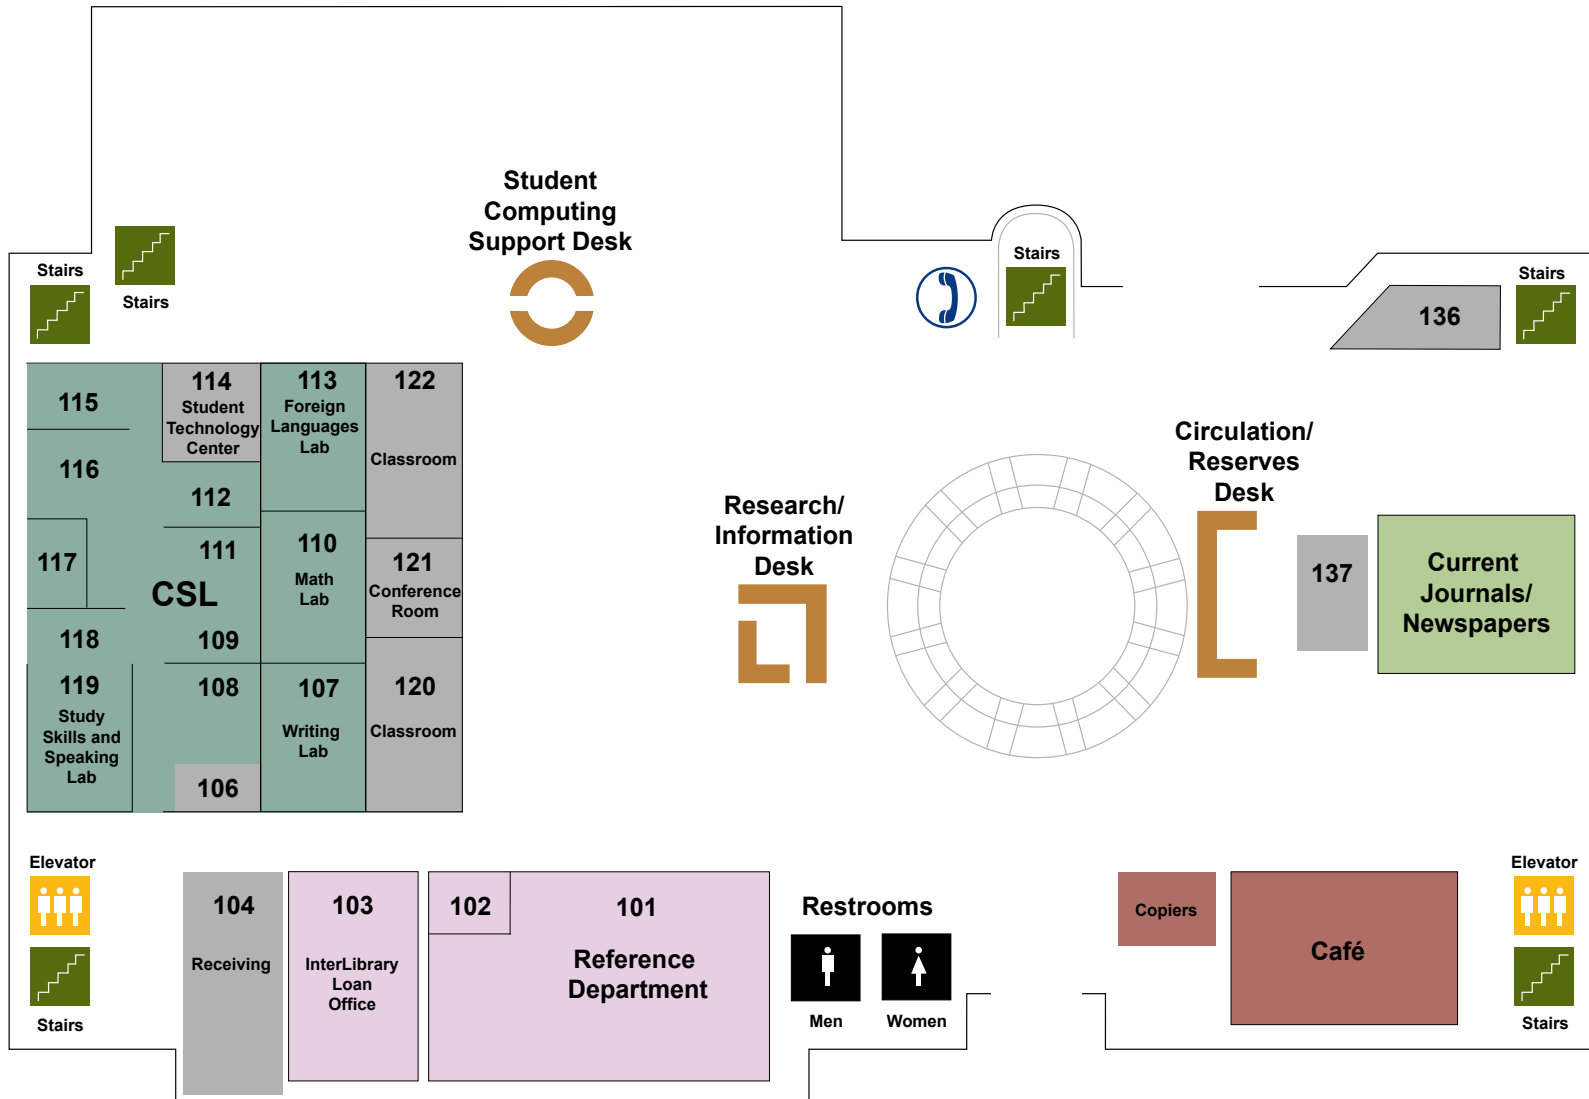 Student
Computing
Support Desk
Stairs
Stairs
Stairs
Stairs
136
115
114
Student
Technology
Center
113
Foreign
Languages
Lab
122
Classroom
116
112
117
111
CSL
110
Math
Lab
121
Conference
Room
118
109
119
Study
Skills and
Speaking
Lab
108
106
107
Writing
Lab
120
Classroom
Research/
Information
Desk
Circulation/
Reserves
Desk
137
Current
Journals/
Newspapers
Elevator
Stairs
104
Receiving
103
InterLibrary
Loan
Office
102
101
Reference
Department
Restrooms
Men
Women
Copiers
Café
Elevator
Stairs